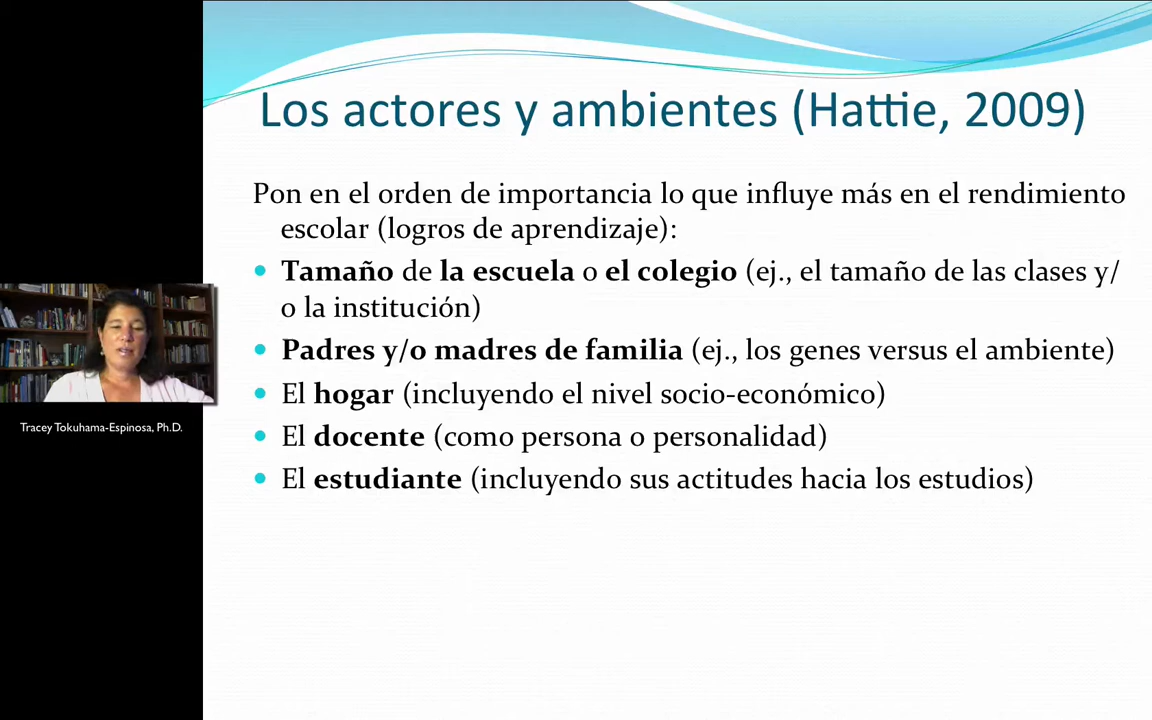 Los actores y ambientes (Hattie, 2009)
Pon en el orden de importancia lo que influye más en el rendimiento
escolar (logros de aprendizaje):
Tamaño de la escuela o el colegio (ej., el tamaño de las clases y/
o la institución)
Padres y/o madres de familia (ej., los genes versus el ambiente)
El hogar (incluyendo el nivel socio-económico)
El docente (como persona o personalidad)
El estudiante (incluyendo sus actitudes hacia los estudios)
Tracey Tokuhama-Espinosa, Ph.D.